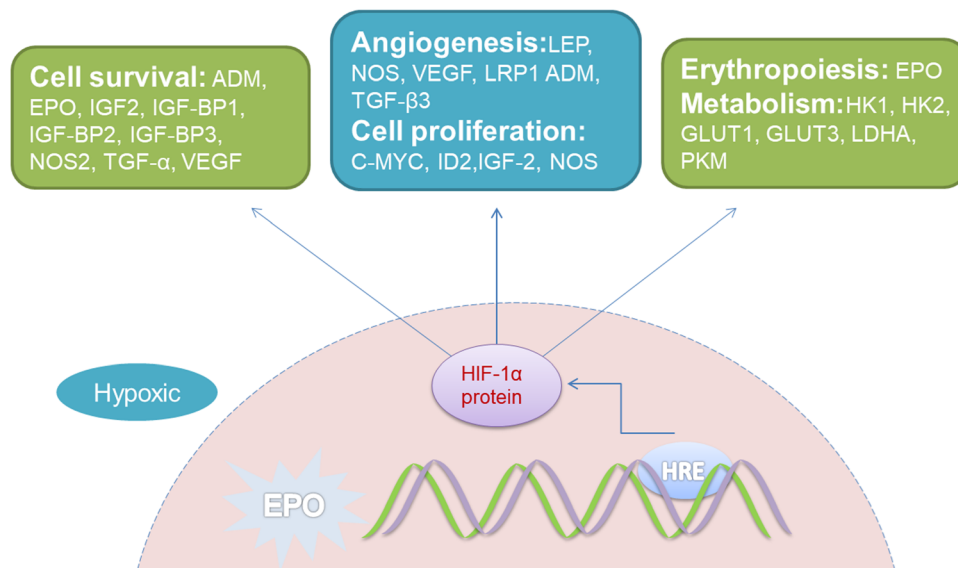 Cell survival: ADM,
EPO, IGF2, IGF-BP1,
IGF-BP2, IGF-BP3,
NOS2, TGF-α, VEGF
Angiogenesis:LEP,
NOS, VEGF, LRP1 ADM,
TGF-β3
Cell proliferation:
C-MYC, ID2,IGF-2, NOS
Erythropoiesis: EPO
Metabolism:HK1, HK2,
GLUT1, GLUT3, LDHA,
PKM
HIF-1α
protein
Hypoxic
HRE
EPO